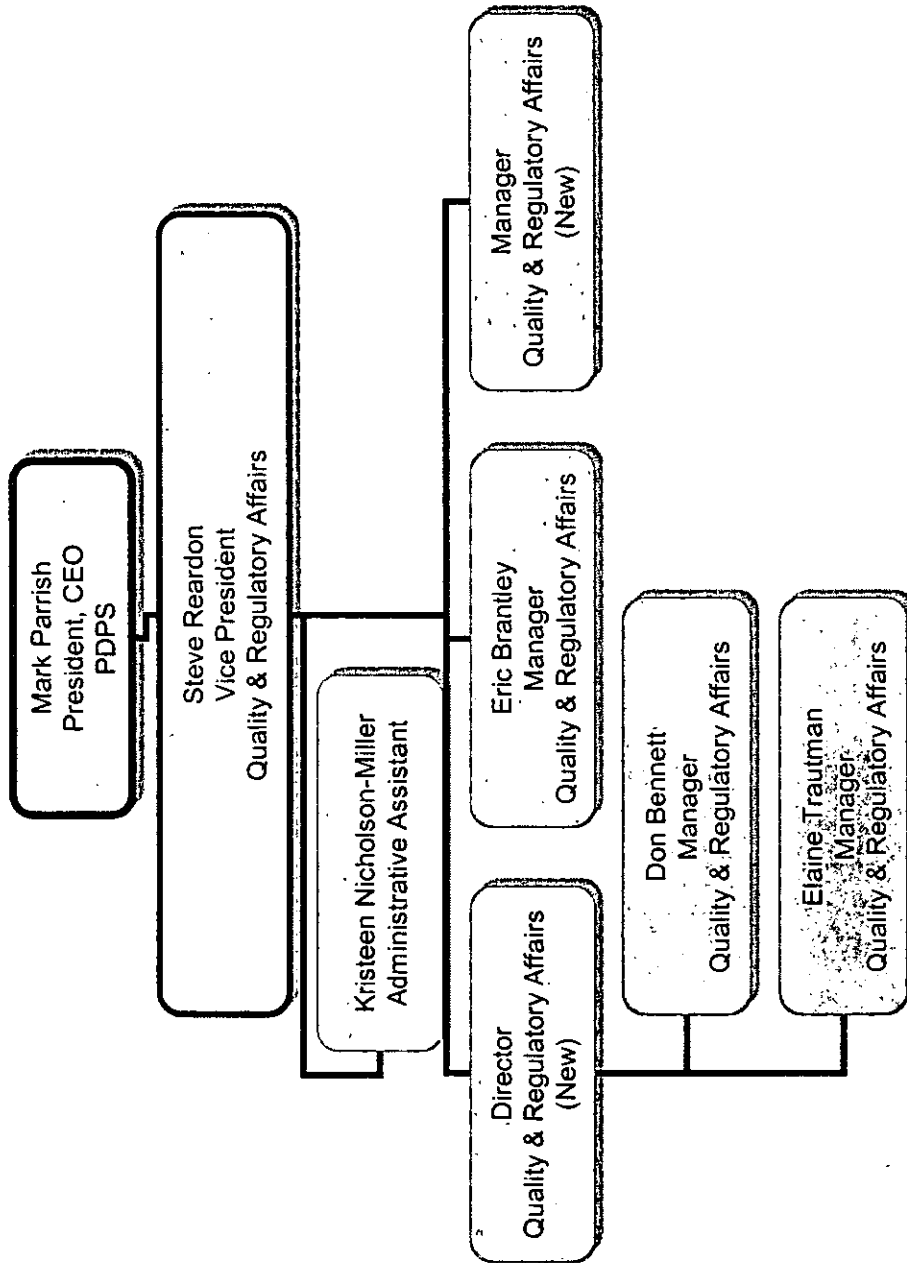 Mark Parrish
President, CEO
PDPS
Steve Reardon
Vice President
Quality & Regulatory Affairs
Kristeen Nicholson-Miller
Administrative Assistant
Director
Quality & Regulatory Affairs
(New)
Eric Brantley
Manager
Quality & Regulatory Affairs
Manager
Quality & Regulatory Affairs
(New)
Don Bennett
Manager
Quality & Regulatory Affairs
Elaine Trautman
Manager
Quality & Regulatory Affairs